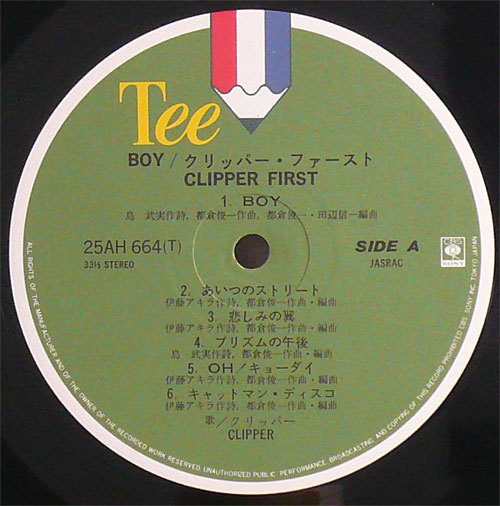 Tee
BOY/クリッパー・ファースト
CLIPPER FIRST
1. BOY
島 武実作詩, 都倉俊一作曲, 都倉俊一・田辺信一編曲
25AH 664(T)
33⅓ STEREO
SIDE A
JASRAC
CBS
SONY
2. あいつのストリート
伊藤アキラ作詩, 都倉俊一作曲・編曲
3. 悲しみの翼
伊藤アキラ作詩, 都倉俊一作曲・編曲
4. プリズムの午後
島 武実作詩, 都倉俊一作曲・編曲
5. OH/キョーダイ
伊藤アキラ作詩, 都倉俊一作曲・編曲
6. キャットマン・ディスコ
伊藤アキラ作詩, 都倉俊一作曲・編曲
歌/クリッパー
CLIPPER
ALL RIGHTS OF THE MANUFACTURER AND OF THE OWNER OF THE RECORDED WORK RESERVED. UNAUTHORIZED PUBLIC PERFORMANCE BROADCASTING AND COPYING OF THIS RECORD PROHIBITED CBS SONY INC. TOKYO JAPAN